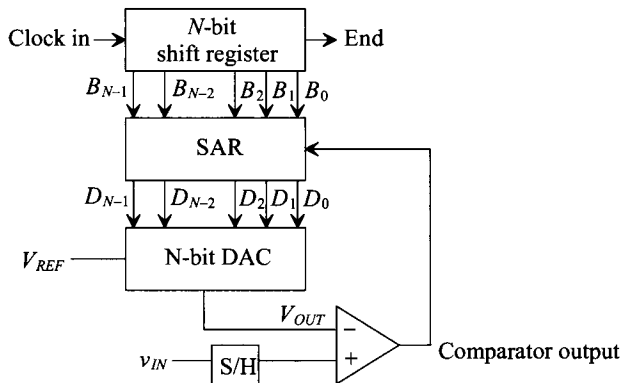 N-bit
shift register
Clock in
End
B_{N-1} B_{N-2} B_2 B_1 B_0
SAR
D_{N-1} D_{N-2} D_2 D_1 D_0
N-bit DAC
V_{REF}
V_{OUT}
−
+
v_{IN}
S/H
Comparator output